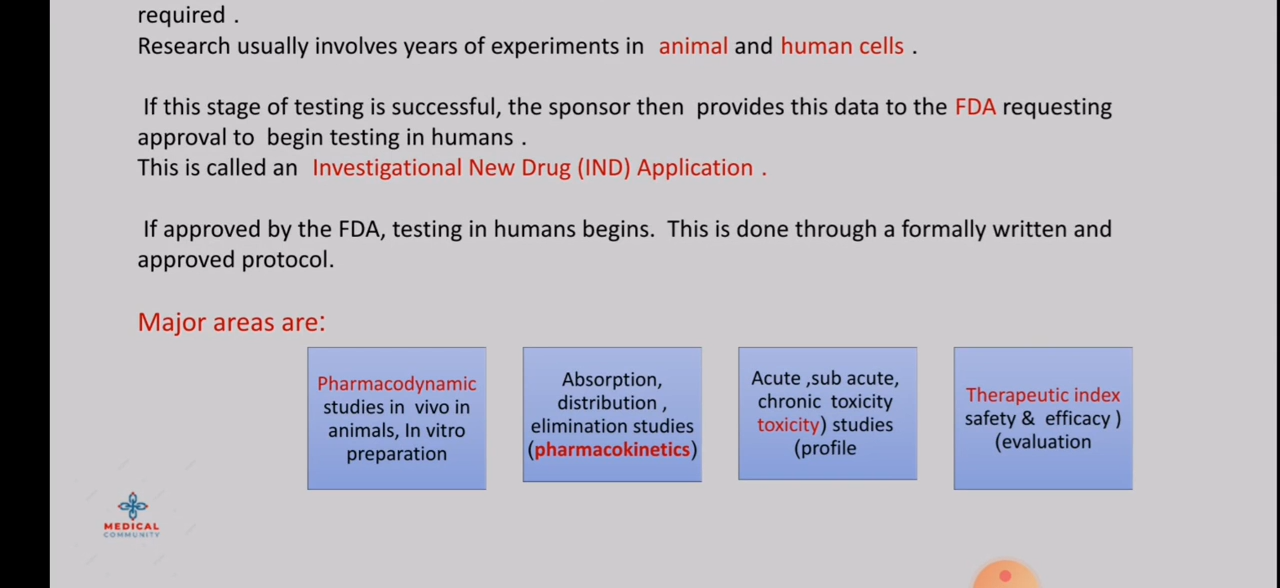 required .
Research usually involves years of experiments in animal and human cells .
If this stage of testing is successful, the sponsor then provides this data to the FDA requesting
approval to begin testing in humans .
This is called an Investigational New Drug (IND) Application .
If approved by the FDA, testing in humans begins. This is done through a formally written and
approved protocol.
Major areas are:
Pharmacodynamic
studies in vivo in
animals, In vitro
preparation
Absorption,
distribution ,
elimination studies
(pharmacokinetics)
Acute ,sub acute,
chronic toxicity
toxicity) studies
(profile
Therapeutic index
safety & efficacy )
(evaluation
MEDICAL
COMMUNITY